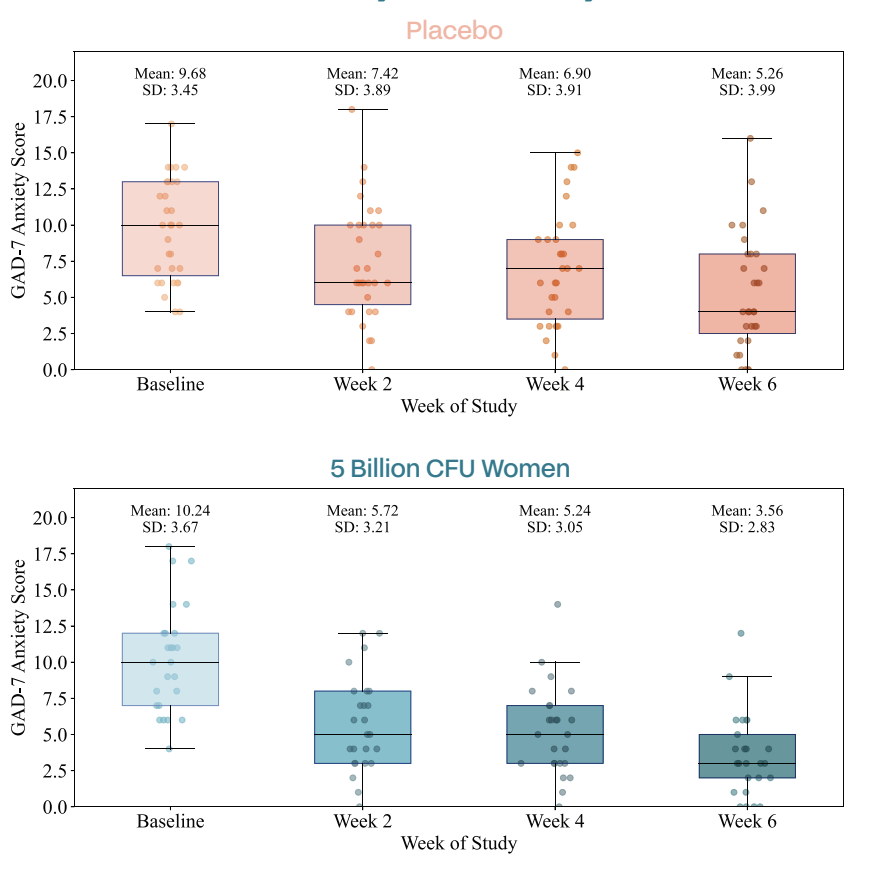 Placebo
Mean: 9.68
SD: 3.45
Mean: 7.42
SD: 3.89
Mean: 6.90
SD: 3.91
Mean: 5.26
SD: 3.99
GAD-7 Anxiety Score
20.0
17.5
15.0
12.5
10.0
7.5
5.0
2.5
0.0
Baseline
Week 2
Week 4
Week 6
Week of Study
5 Billion CFU Women
Mean: 10.24
SD: 3.67
Mean: 5.72
SD: 3.21
Mean: 5.24
SD: 3.05
Mean: 3.56
SD: 2.83
GAD-7 Anxiety Score
20.0
17.5
15.0
12.5
10.0
7.5
5.0
2.5
0.0
Baseline
Week 2
Week 4
Week 6
Week of Study